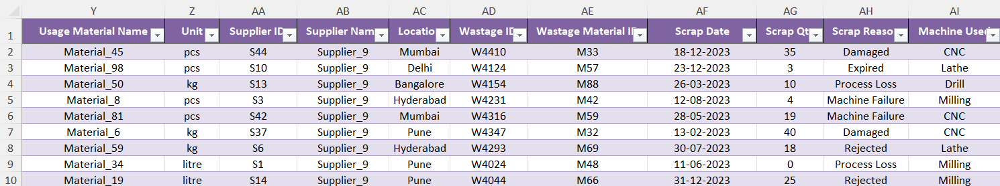 Y Z AA AB AC AD AE AF AG AH AI
1 Usage Material Name Unit Supplier ID Supplier Nam Locatio Wastage ID Wastage Material ID Scrap Date Scrap Qt Scrap Reaso Machine Used
2 Material_45 pcs S44 Supplier_9 Mumbai W4410 M33 18-12-2023 35 Damaged CNC
3 Material_98 pcs S10 Supplier_9 Delhi W4124 M57 23-12-2023 3 Expired Lathe
4 Material_50 kg S13 Supplier_9 Bangalore W4154 M88 26-03-2023 10 Process Loss Drill
5 Material_8 pcs S3 Supplier_9 Hyderabad W4231 M42 12-08-2023 4 Machine Failure Milling
6 Material_81 pcs S42 Supplier_9 Mumbai W4316 M59 28-05-2023 19 Machine Failure CNC
7 Material_6 kg S37 Supplier_9 Pune W4347 M32 13-02-2023 40 Damaged CNC
8 Material_59 kg S6 Supplier_9 Hyderabad W4293 M69 30-07-2023 18 Rejected Lathe
9 Material_34 litre S1 Supplier_9 Pune W4024 M48 11-06-2023 0 Process Loss Milling
10 Material_19 litre S14 Supplier_9 Pune W4044 M66 31-12-2023 25 Rejected Milling